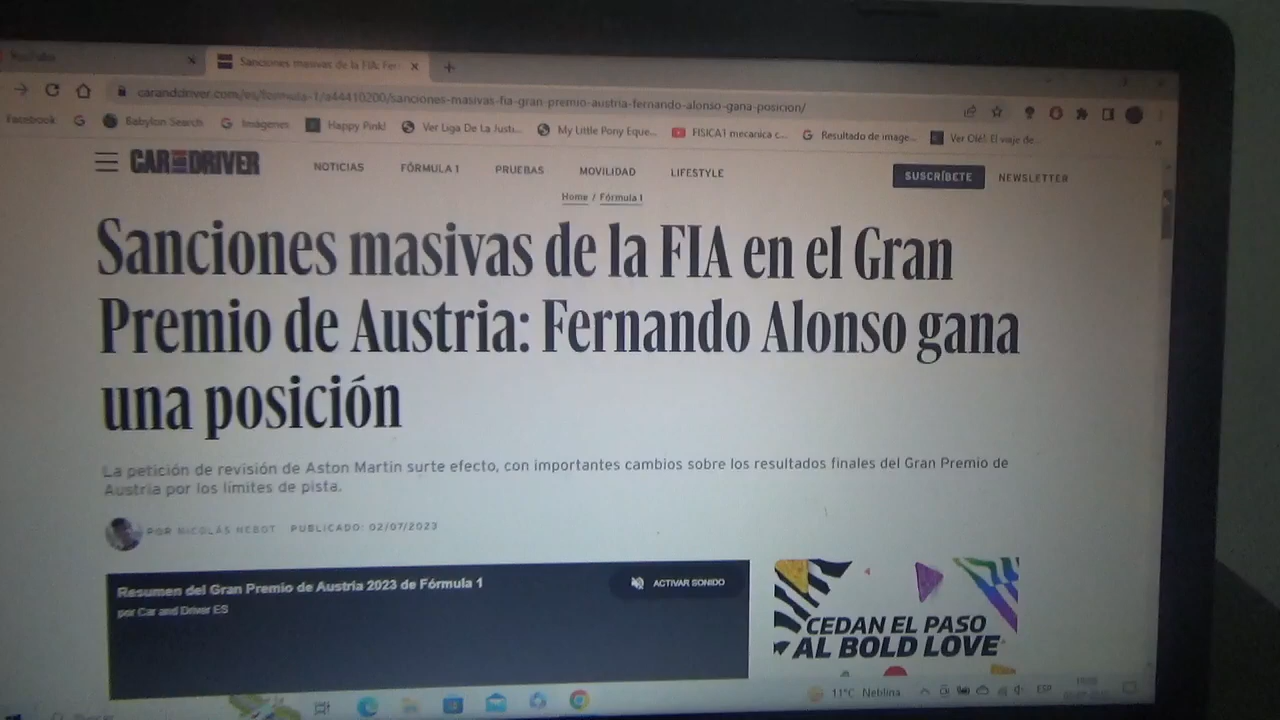 YouTube
Sanciones masivas de la FIA: Fer
caranddriver.com/es/formula-1/a44410200/sanciones-masivas-fia-gran-premio-austria-fernando-alonso-gana-posicion/
Facebook
Babylon Search
Imágenes
Happy Pink!
Ver Liga De La Justi...
My Little Pony Eque...
FISICA1 mecanica c...
Resultado de image...
Ver Olé! El viaje de...
CAR AND DRIVER
NOTICIAS
FÓRMULA 1
PRUEBAS
MOVILIDAD
LIFESTYLE
SUSCRÍBETE
NEWSLETTER
Home / Fórmula 1
Sanciones masivas de la FIA en el Gran
Premio de Austria: Fernando Alonso gana
una posición
La petición de revisión de Aston Martin surte efecto, con importantes cambios sobre los resultados finales del Gran Premio de
Austria por los límites de pista.
POR NICOLÁS NEBOT PUBLICADO: 02/07/2023
Resumen del Gran Premio de Austria 2023 de Fórmula 1
por Car and Driver ES
ACTIVAR SONIDO
CEDAN EL PASO
AL BOLD LOVE
11°C Neblina
ESP